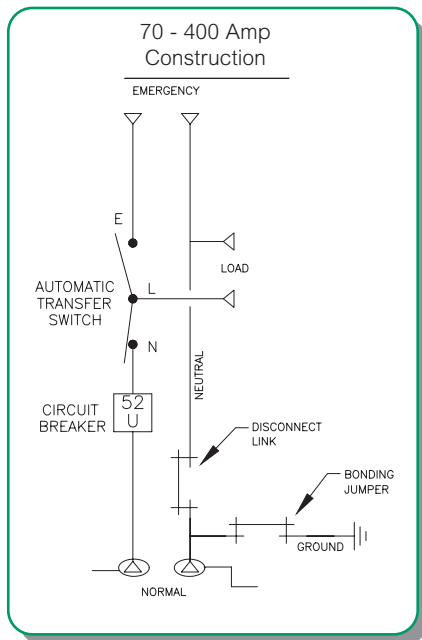 70 - 400 Amp
Construction
EMERGENCY
E
LOAD
L
AUTOMATIC
TRANSFER
SWITCH
N
NEUTRAL
52
U
CIRCUIT
BREAKER
DISCONNECT
LINK
BONDING
JUMPER
GROUND
NORMAL